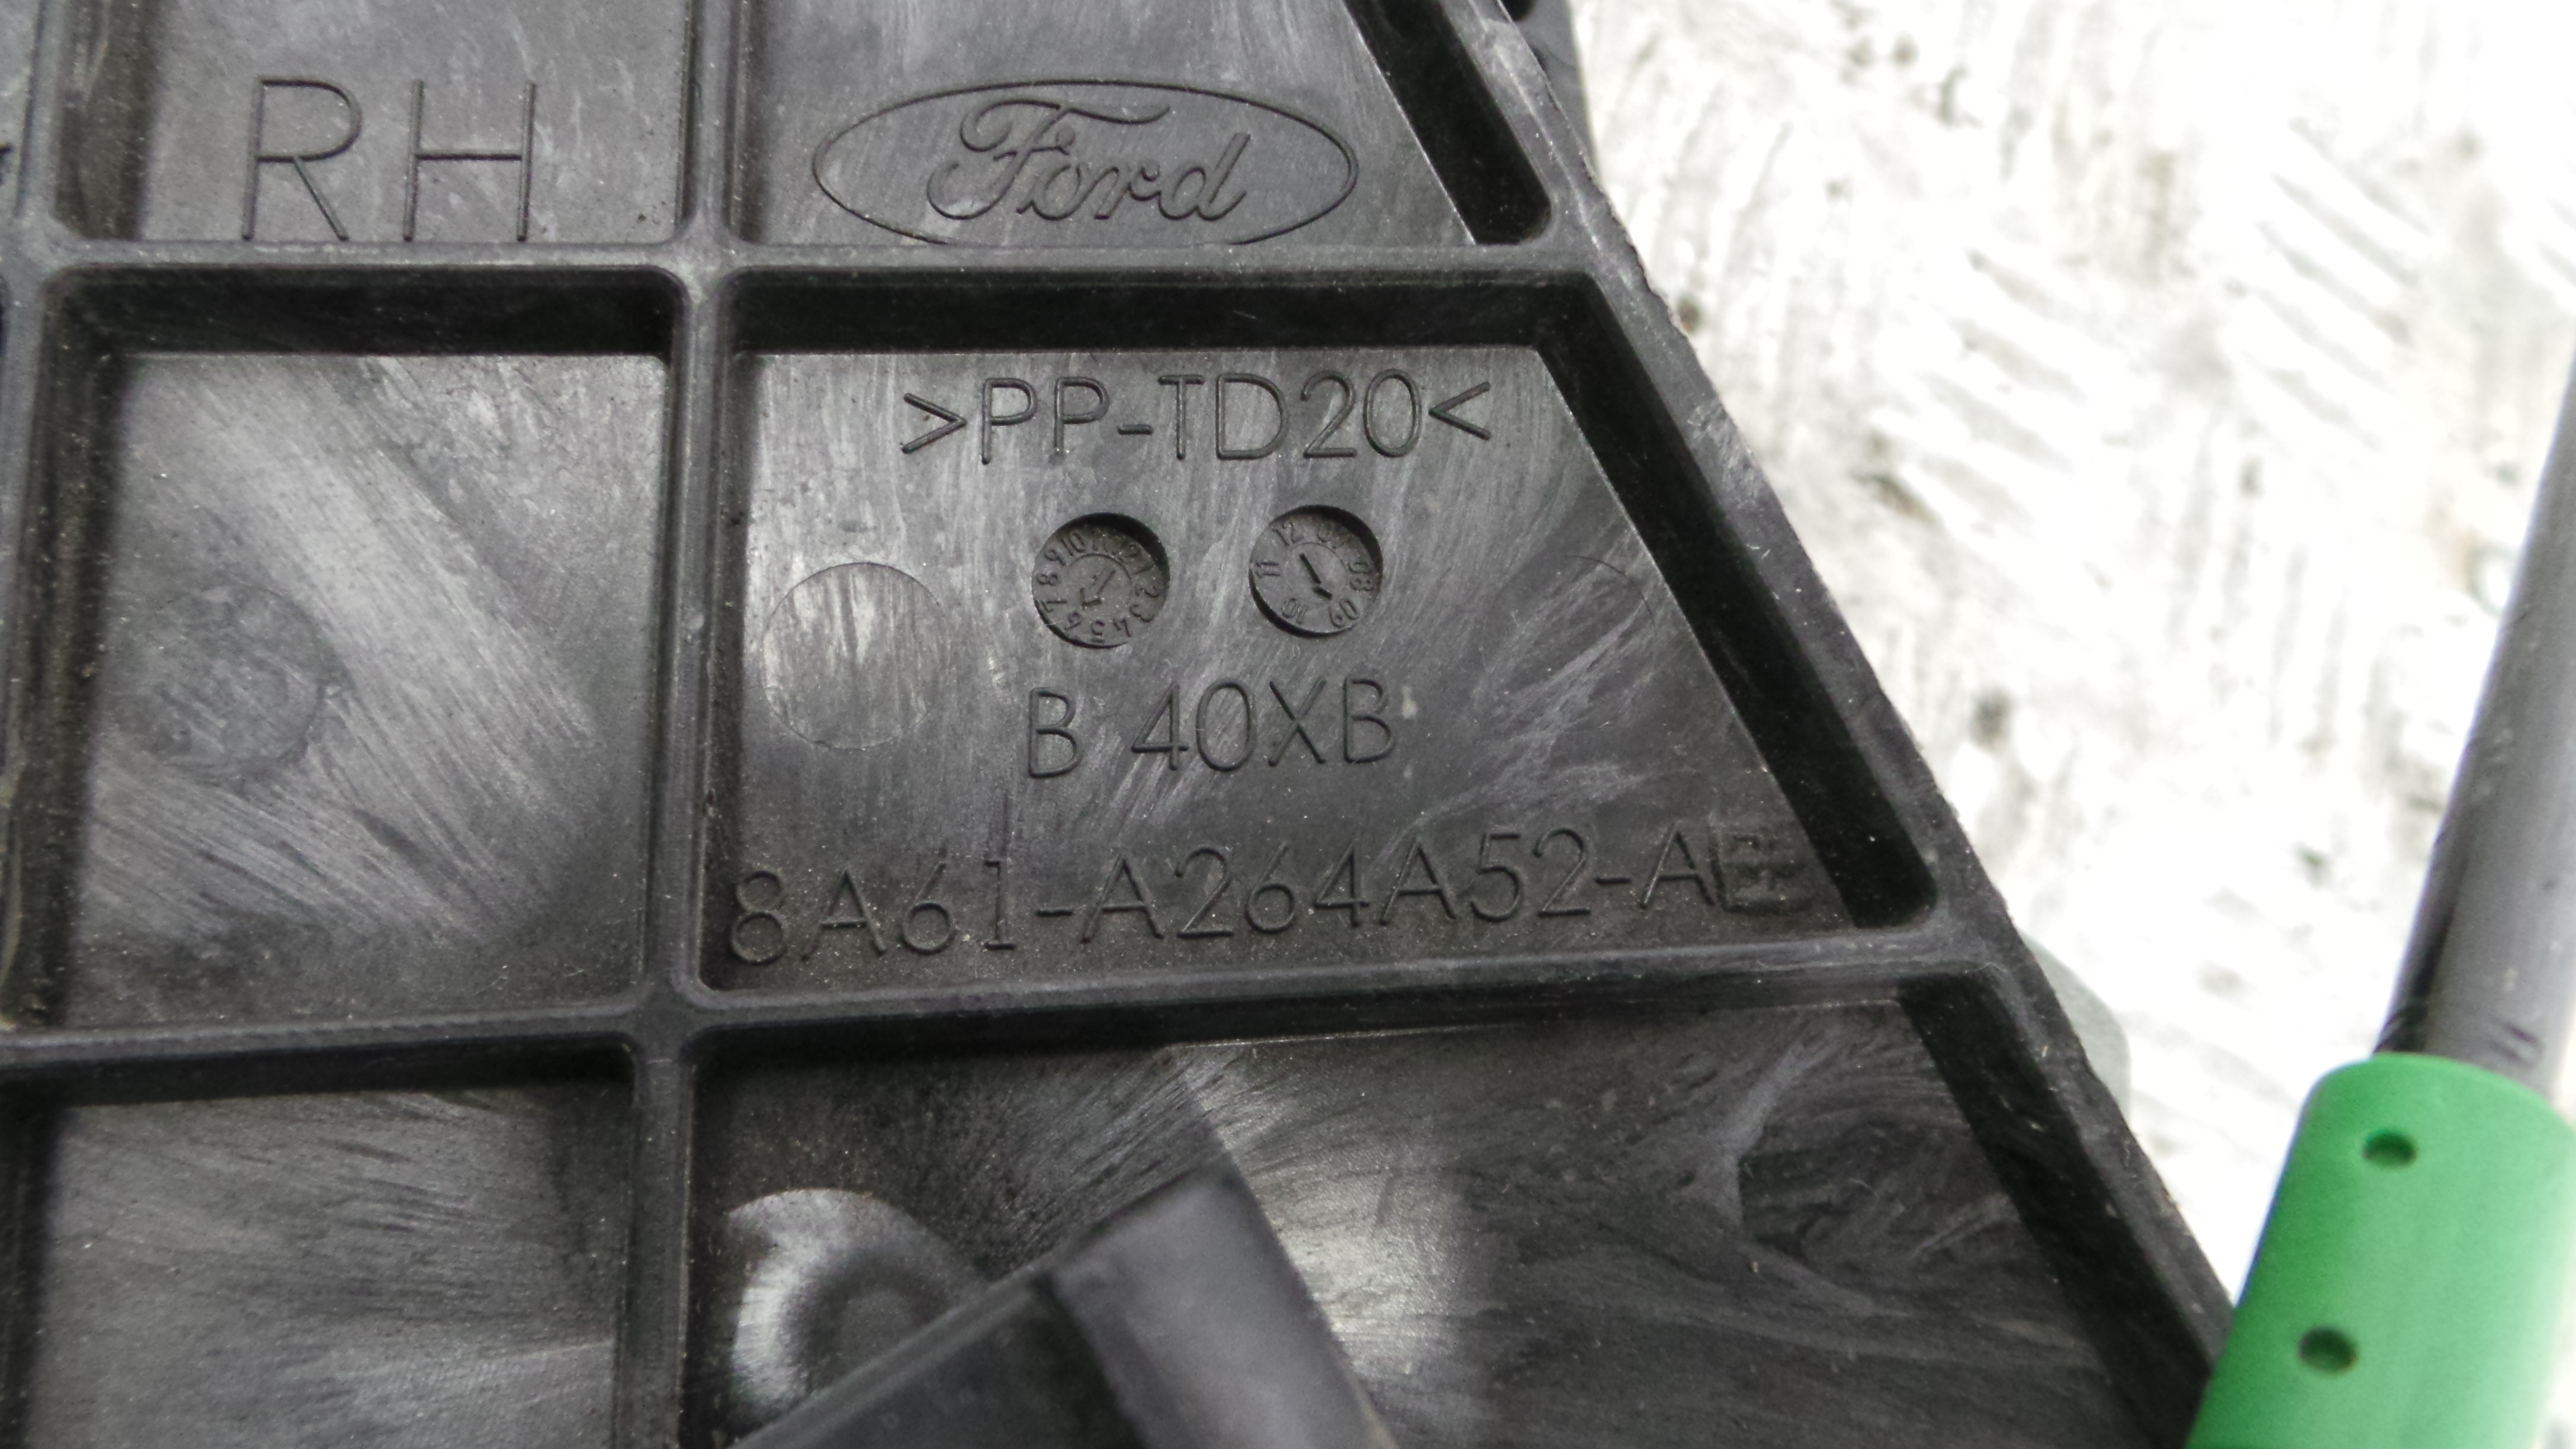 RH
Ford
>PP-TD20<
B 40XB
8A61-A264A52-A